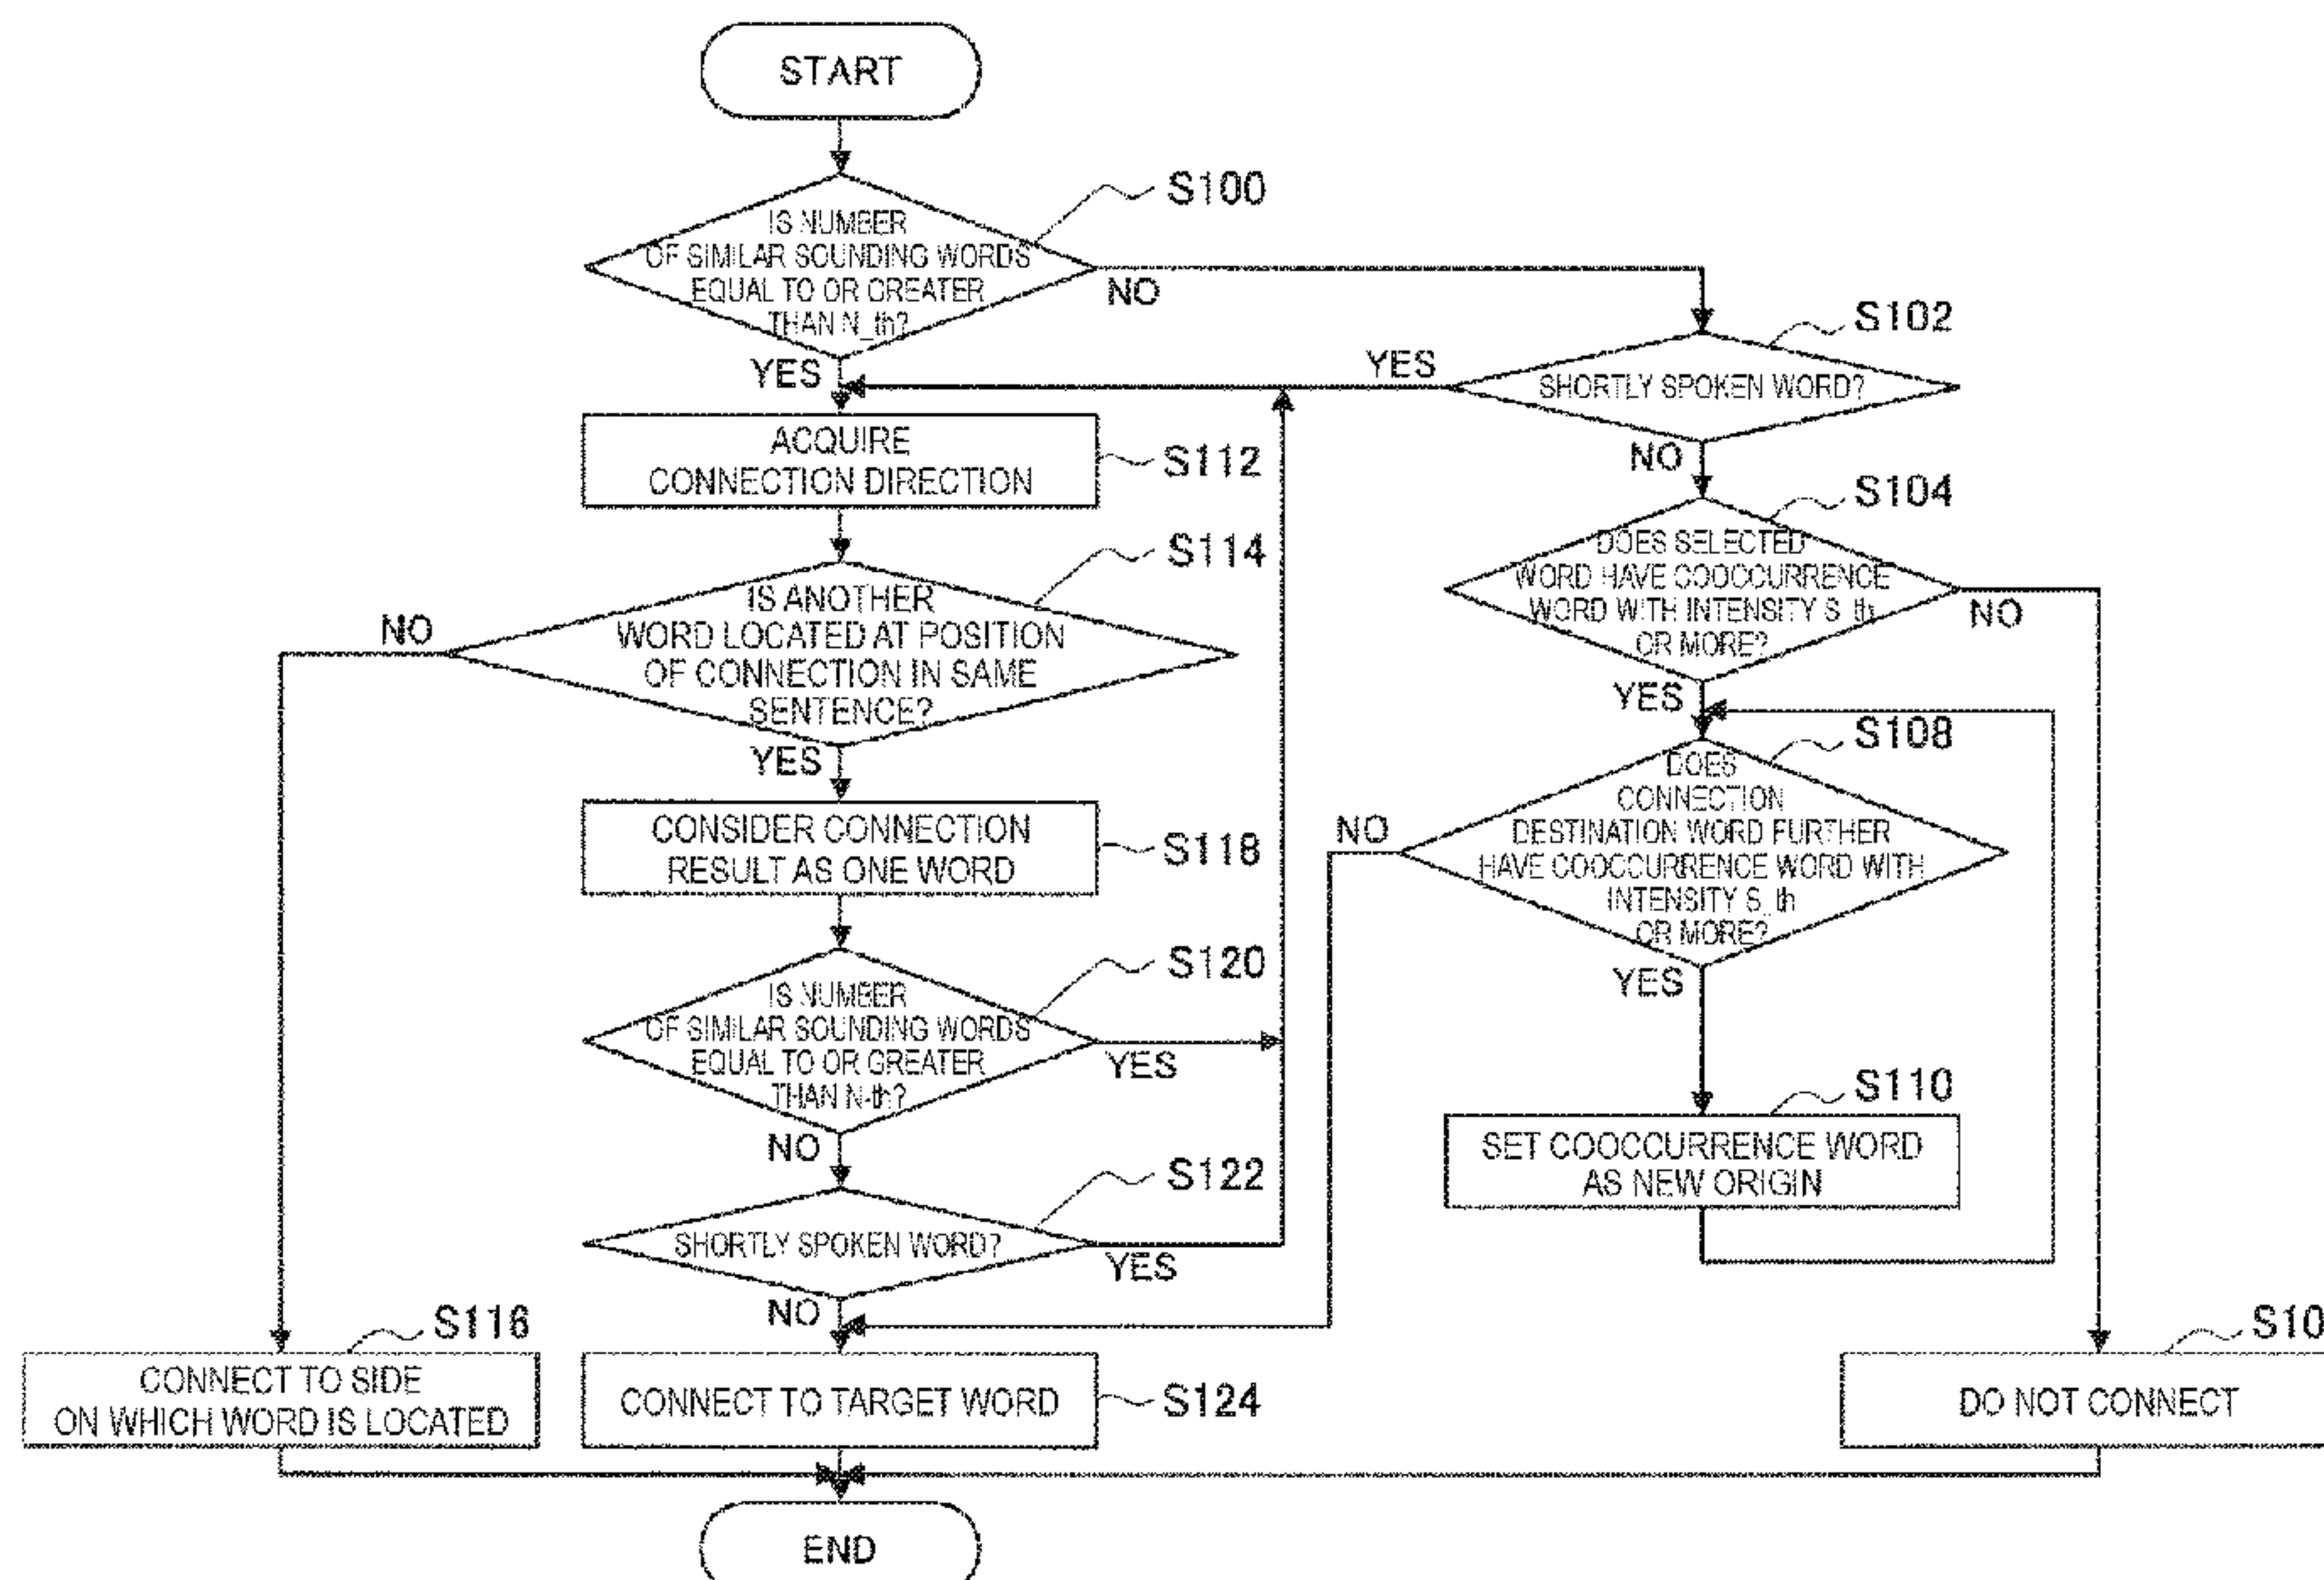 START
S100
IS NUMBER
OF SIMILAR SOUNDING WORDS
EQUAL TO OR GREATER
THAN N_th?
NO
YES
S102
SHORTLY SPOKEN WORD?
YES
NO
ACQUIRE
CONNECTION DIRECTION
S112
S104
DOES SELECTED
WORD HAVE COOCCURRENCE
WORD WITH INTENSITY S_th
OR MORE?
NO
YES
S114
IS ANOTHER
WORD LOCATED AT POSITION
OF CONNECTION IN SAME
SENTENCE?
NO
YES
S108
DOES
CONNECTION
DESTINATION WORD FURTHER
HAVE COOCCURRENCE WORD WITH
INTENSITY S_th
OR MORE?
NO
YES
CONSIDER CONNECTION
RESULT AS ONE WORD
S118
S120
IS NUMBER
OF SIMILAR SOUNDING WORDS
EQUAL TO OR GREATER
THAN N-th?
YES
NO
S110
SET COOCCURRENCE WORD
AS NEW ORIGIN
S122
SHORTLY SPOKEN WORD?
YES
NO
S116
CONNECT TO SIDE
ON WHICH WORD IS LOCATED
CONNECT TO TARGET WORD
S124
S10
DO NOT CONNECT
END